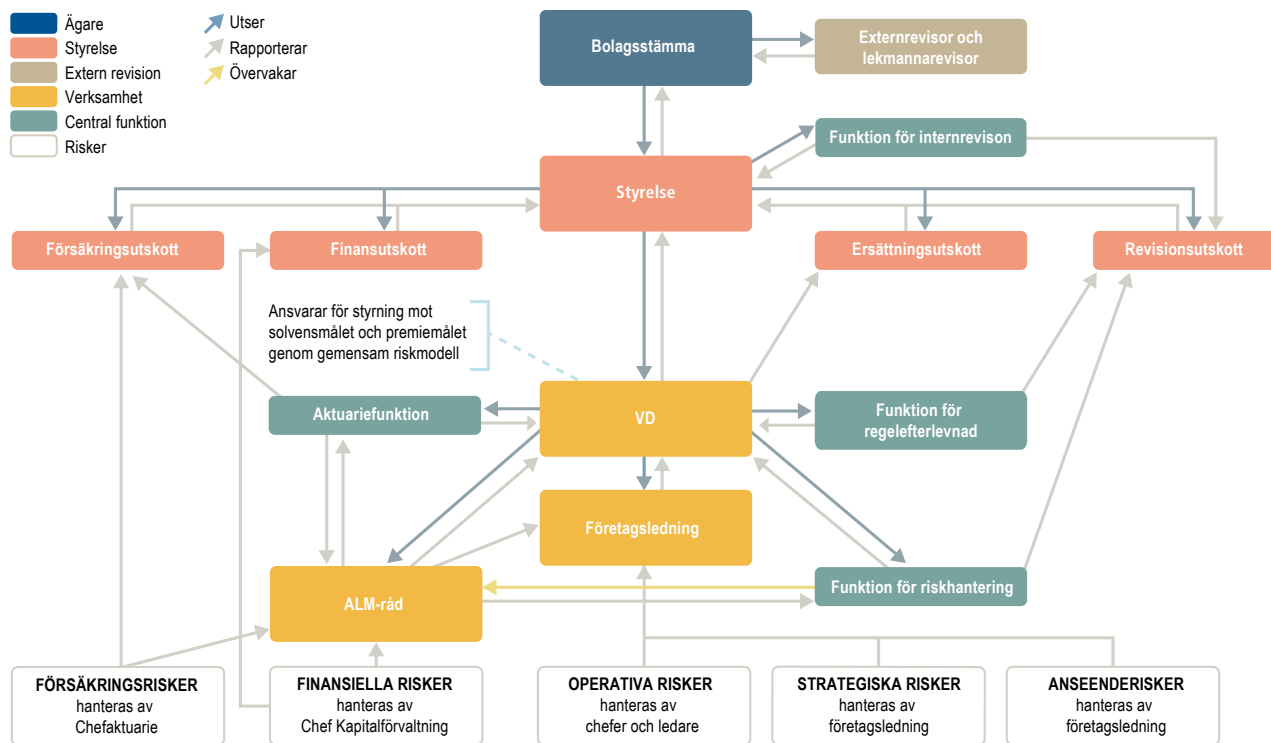 Ägare
Styrelse
Extern revision
Verksamhet
Central funktion
Risker
Utser
Rapporterar
Övervakar
Bolagsstämma
Externrevisor och
lekmannarevisor
Funktion för internrevison
Styrelse
Försäkringsutskott
Finansutskott
Ersättningsutskott
Revisionsutskott
Ansvarar för styrning mot
solvensmålet och premiemålet
genom gemensam riskmodell
Aktuariefunktion
VD
Funktion för
regelefterlevnad
Företagsledning
ALM-råd
Funktion för riskhantering
FÖRSÄKRINGSRISKER
hanteras av
Chefaktuarie
FINANSIELLA RISKER
hanteras av
Chef Kapitalförvaltning
OPERATIVA RISKER
hanteras av
chefer och ledare
STRATEGISKA RISKER
hanteras av
företagsledning
ANSEENDERISKER
hanteras av
företagsledning